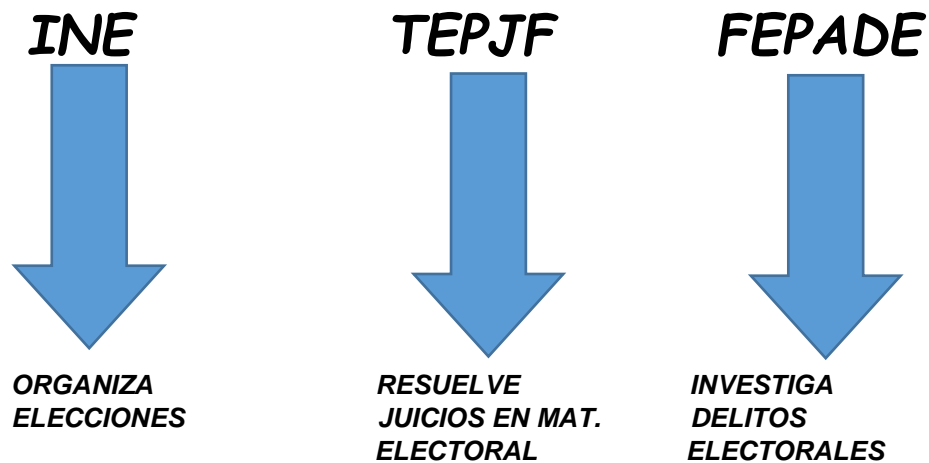 INE
TEPJF
FEPADE
ORGANIZA
ELECCIONES
RESUELVE
JUICIOS EN MAT.
ELECTORAL
INVESTIGA
DELITOS
ELECTORALES